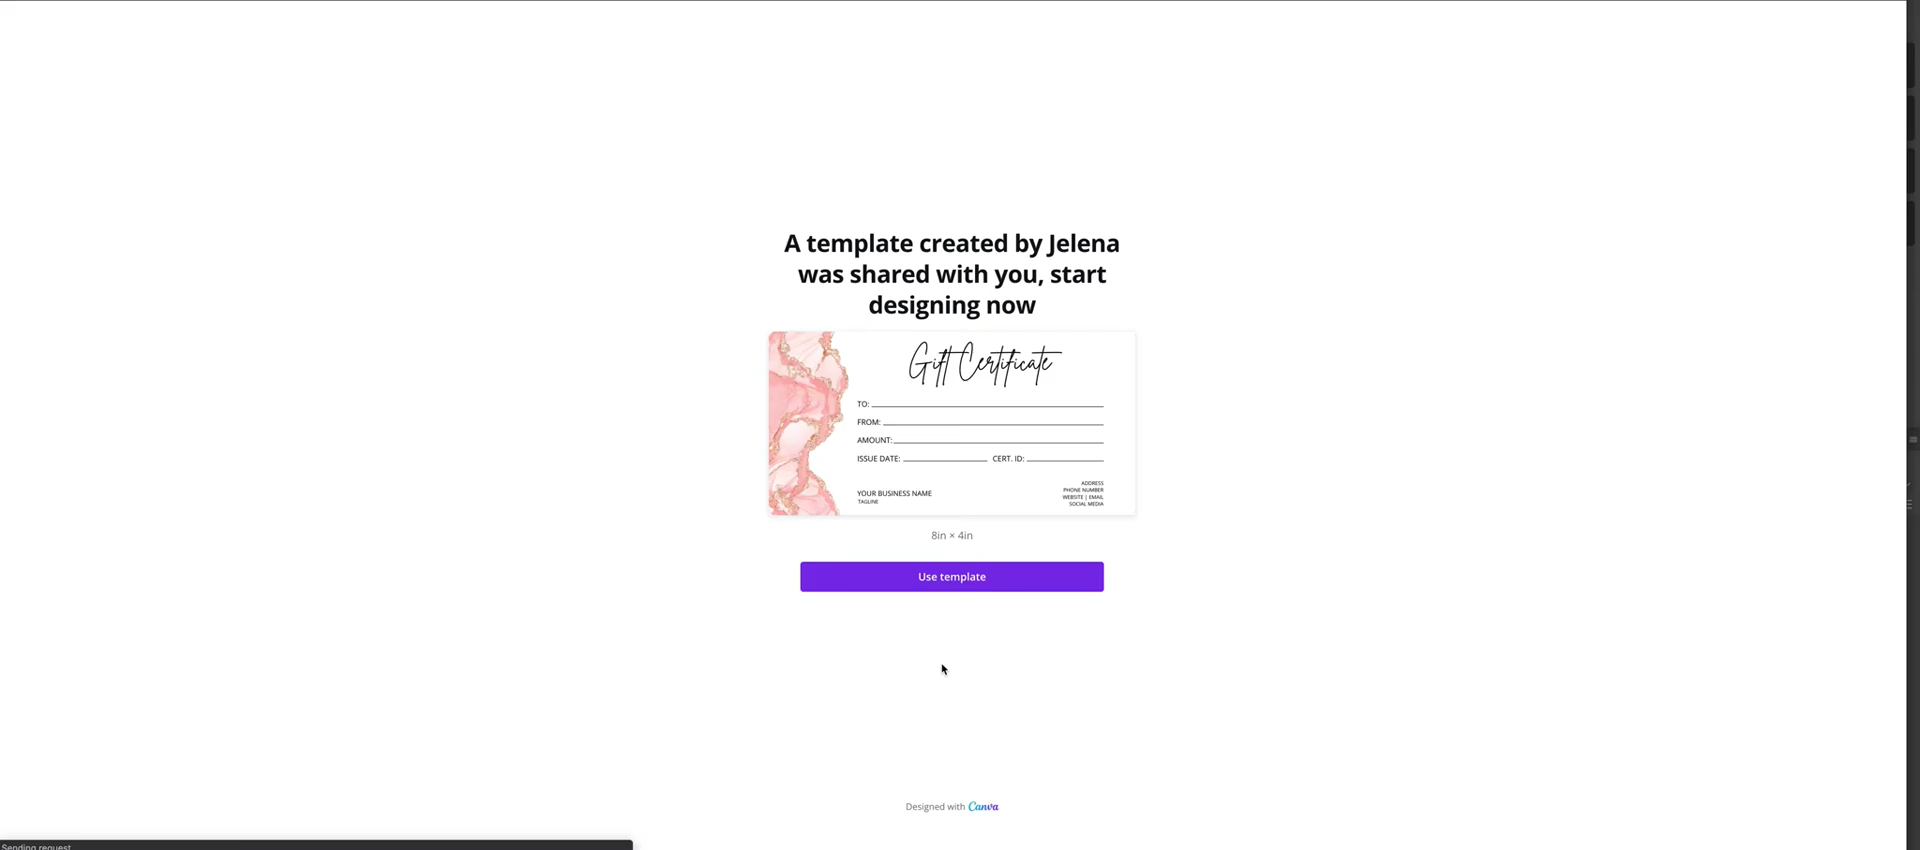 A template created by Jelena
was shared with you, start
designing now
Gift Certificate
TO:
FROM:
AMOUNT:
ISSUE DATE: CERT. ID:
YOUR BUSINESS NAME
TAGLINE
ADDRESS
PHONE NUMBER
WEBSITE | EMAIL
SOCIAL MEDIA
8in × 4in
Use template
Designed with Canva
Sending request